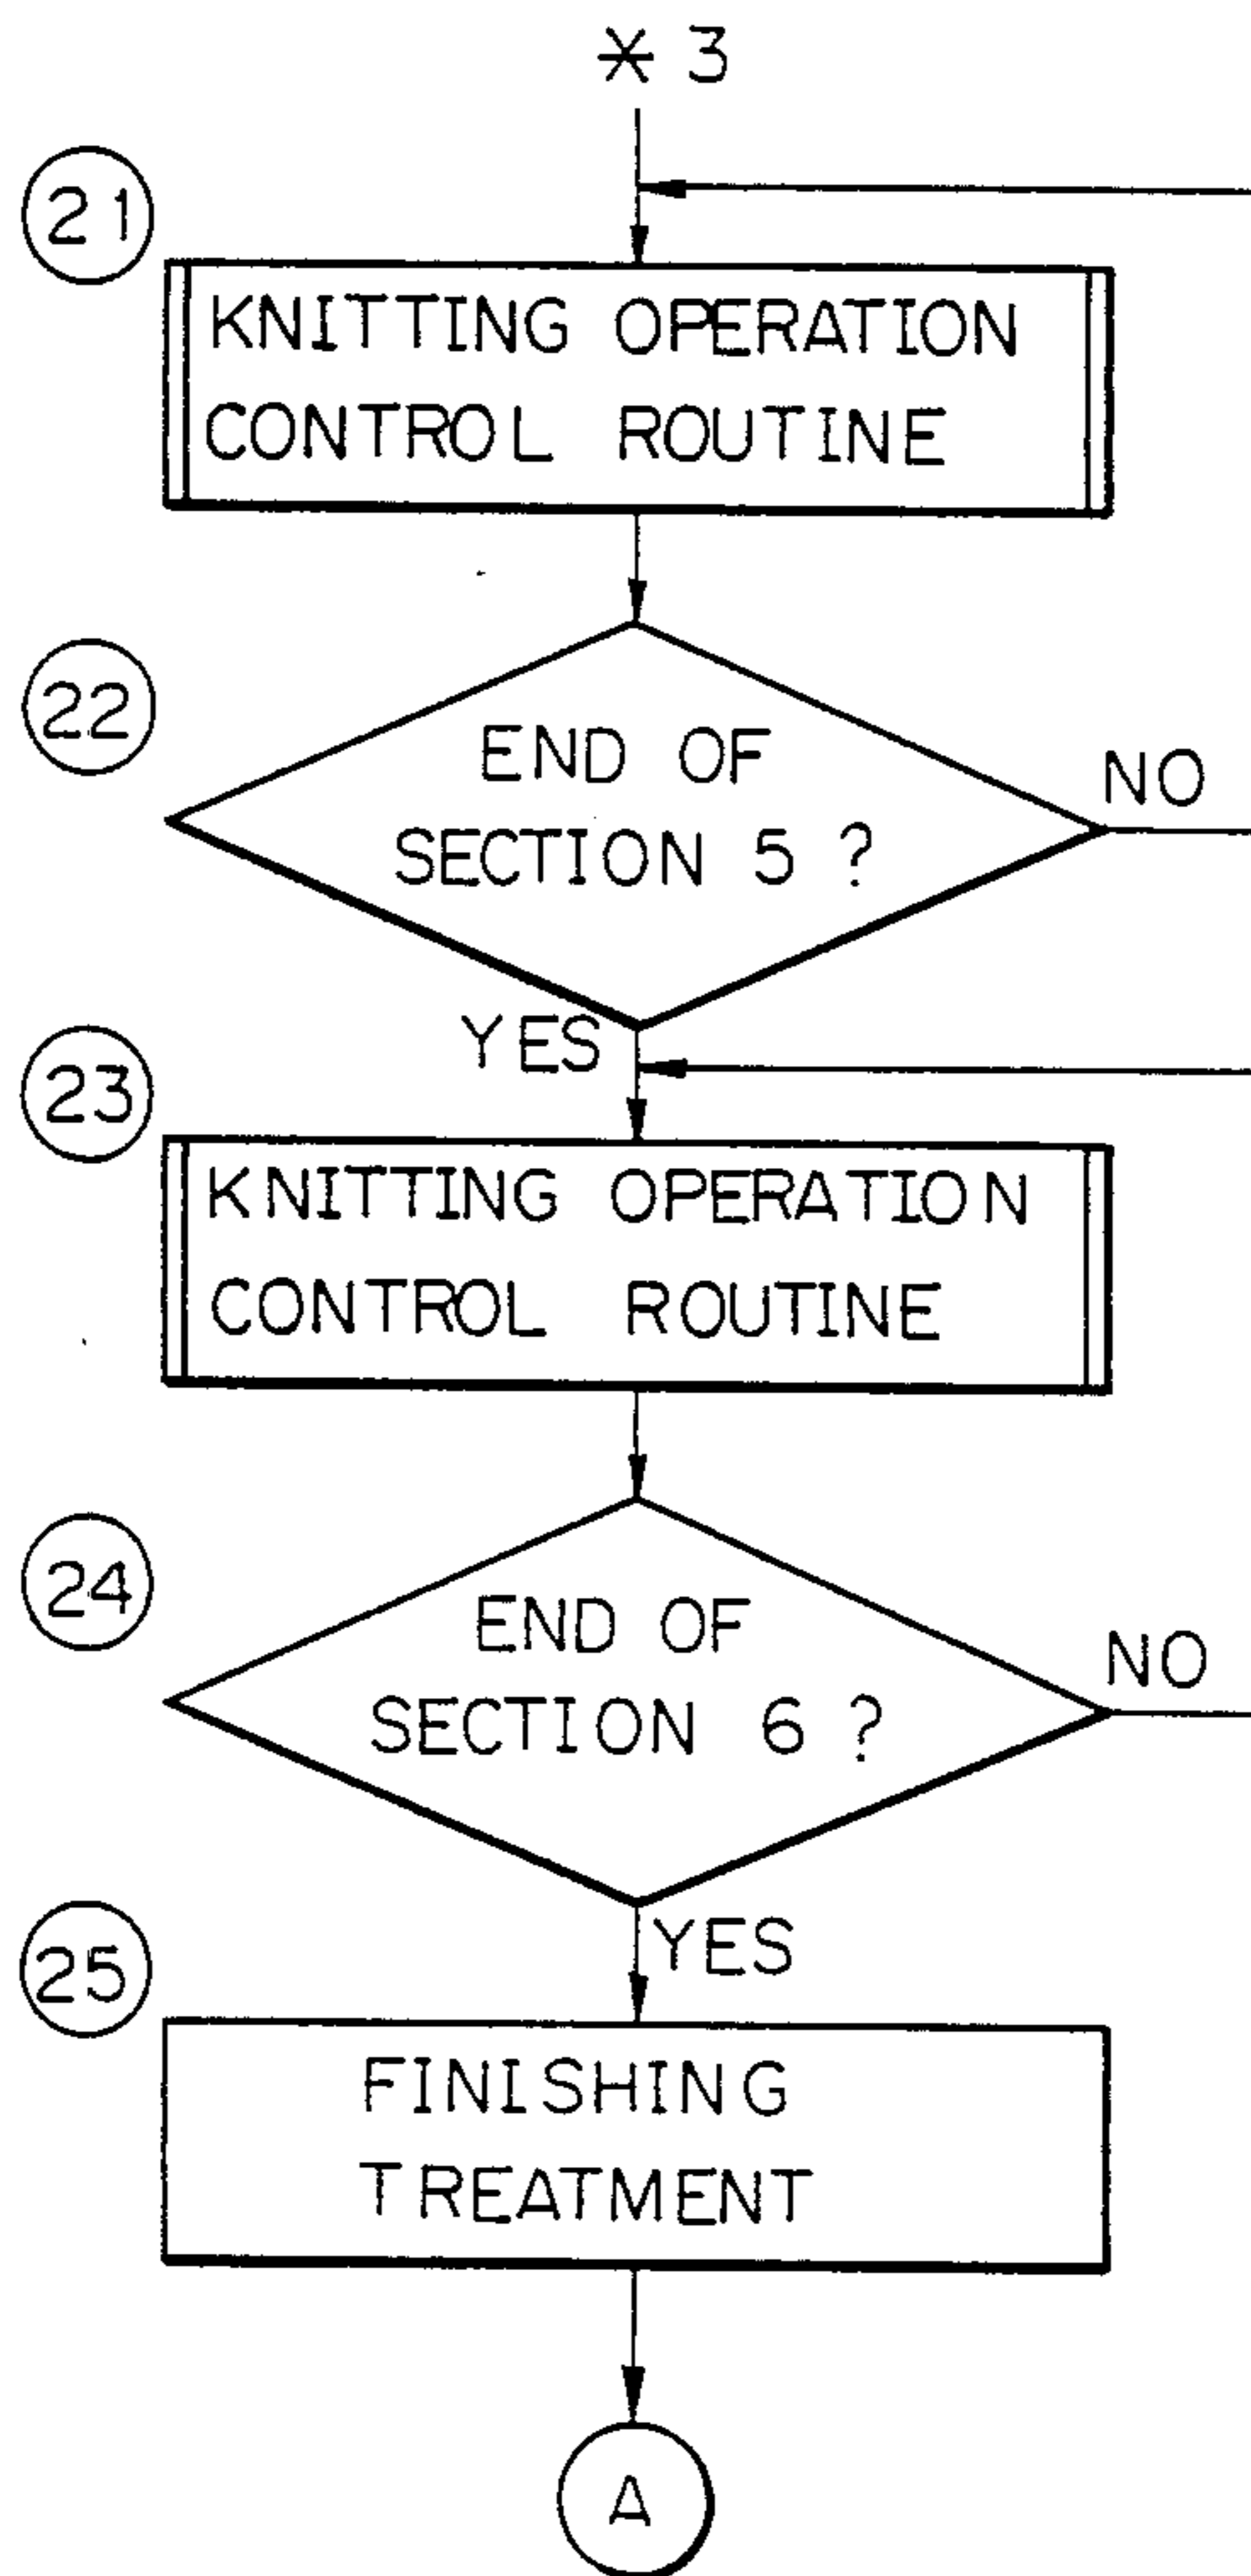 * 3
21
KNITTING OPERATION
CONTROL ROUTINE
22
END OF
SECTION 5 ?
NO
YES
23
KNITTING OPERATION
CONTROL ROUTINE
24
END OF
SECTION 6 ?
NO
YES
25
FINISHING
TREATMENT
A